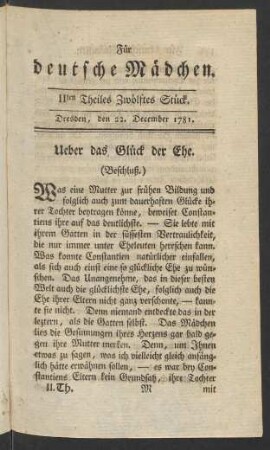 Für
deutsche Mädchen.
IIten Theiles Zwölftes Stück.
Dresden, den 22. December 1781.
Ueber das Glück der Ehe.
(Beschluß.)
Was eine Mutter zur frühen Bildung und
folglich auch zum dauerhaften Glücke ih-
rer Tochter beytragen könne, beweiset Constan-
tiens ihre auf das deutlichste. — Sie lebte mit
ihrem Gatten in der süssesten Vertraulichkeit,
die nur immer unter Eheleuten herrschen kann.
Was konnte Constantien natürlicher einfallen,
als sich auch einst eine so glückliche Ehe zu wün-
schen. Das Unangenehme, das in dieser besten
Welt auch die glücklichste Ehe, folglich auch die
Ehe ihrer Eltern nicht ganz verschonte, — kann-
te sie nicht. Denn niemand entdeckte das in der
leztern, als die Gatten selbst. Das Mädchen
lies die Gesinnungen ihres Herzens gar bald ge-
gen ihre Mutter merken. Denn, um Ihnen
etwas zu sagen, was ich vielleicht gleich anfäng-
lich hätte erwähnen sollen, — es war bey Con-
stantiens Eltern kein Grundsatz, ihre Tochter
II. Th. M mit